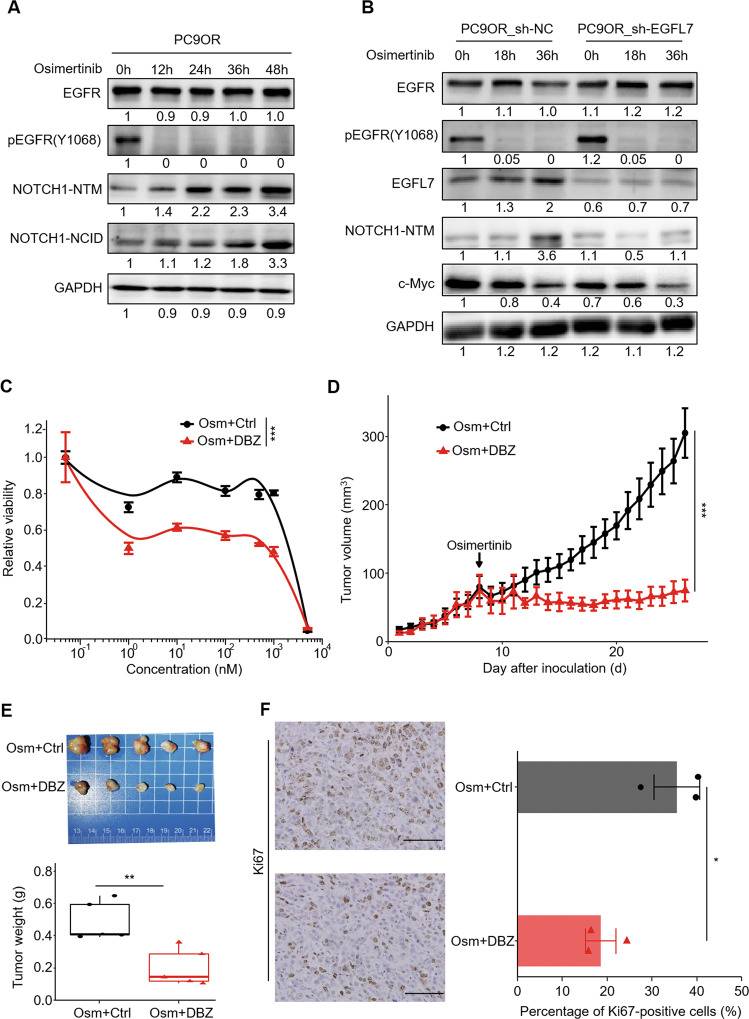 A
PC9OR
Osimertinib 0h 12h 24h 36h 48h
EGFR
1 0.9 0.9 1.0 1.0
pEGFR(Y1068)
1 0 0 0 0
NOTCH1-NTM
1 1.4 2.2 2.3 3.4
NOTCH1-NCID
1 1.1 1.2 1.8 3.3
GAPDH
1 0.9 0.9 0.9 0.9
B
PC9OR_sh-NC PC9OR_sh-EGFL7
Osimertinib 0h 18h 36h 0h 18h 36h
EGFR
1 1.1 1.0 1.1 1.2 1.2
pEGFR(Y1068)
1 0.05 0 1.2 0.05 0
EGFL7
1 1.3 2 0.6 0.7 0.7
NOTCH1-NTM
1 1.1 3.6 1.1 0.5 1.1
c-Myc
1 0.8 0.4 0.7 0.6 0.3
GAPDH
1 1.2 1.2 1.2 1.1 1.2
C
Relative viability
1.2
1.0
0.8
0.6
0.4
0.2
0.0
Osm+Ctrl
Osm+DBZ
***
10-1 100 101 102 103 104
Concentration (nM)
D
Tumor volume (mm3)
300
200
100
0
Osm+Ctrl
Osm+DBZ
Osimertinib
***
0 10 20
Day after inoculation (d)
E
Osm+Ctrl
Osm+DBZ
13 14 15 16 17 18 19 20 21 22
Tumor weight (g)
0.8
0.6
0.4
0.2
0.0
**
Osm+Ctrl Osm+DBZ
F
Ki67
Osm+Ctrl
Osm+DBZ
*
0 10 20 30 40 50
Percentage of Ki67-positive cells (%)